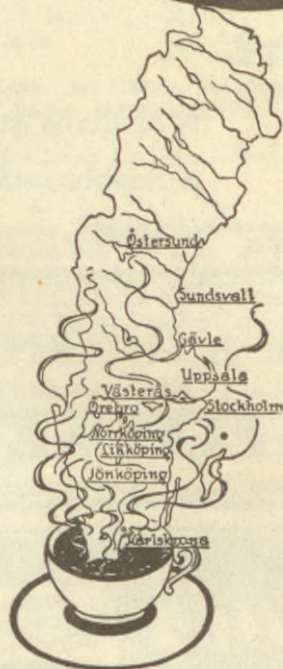 Östersund
Sundsvall
Gävle
Uppsala
Västerås
Örebro
Stockholm
Norrköping
Linköping
Jönköping
Karlskrona